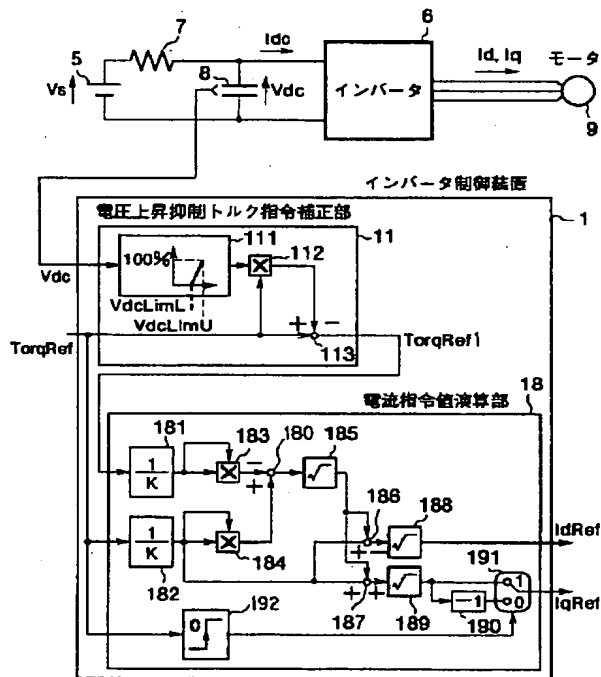 7
Idc
6
5
Vs
8
Vdc
インバータ
Id, Iq
モータ
9
インバータ制御装置
1
電圧上昇抑制トルク指令補正部
11
111
112
100%
Vdc
VdcLimL
VdcLimU
+ -
113
TorqRef
TorqRef1
18
電流指令値演算部
181
183
180
185
1
K
×
-
+
√
186
188
1
K
×
+ -
√
IdRef
182
184
191
192
+ +
√
1
0
IqRef
0
187
189
-1
190